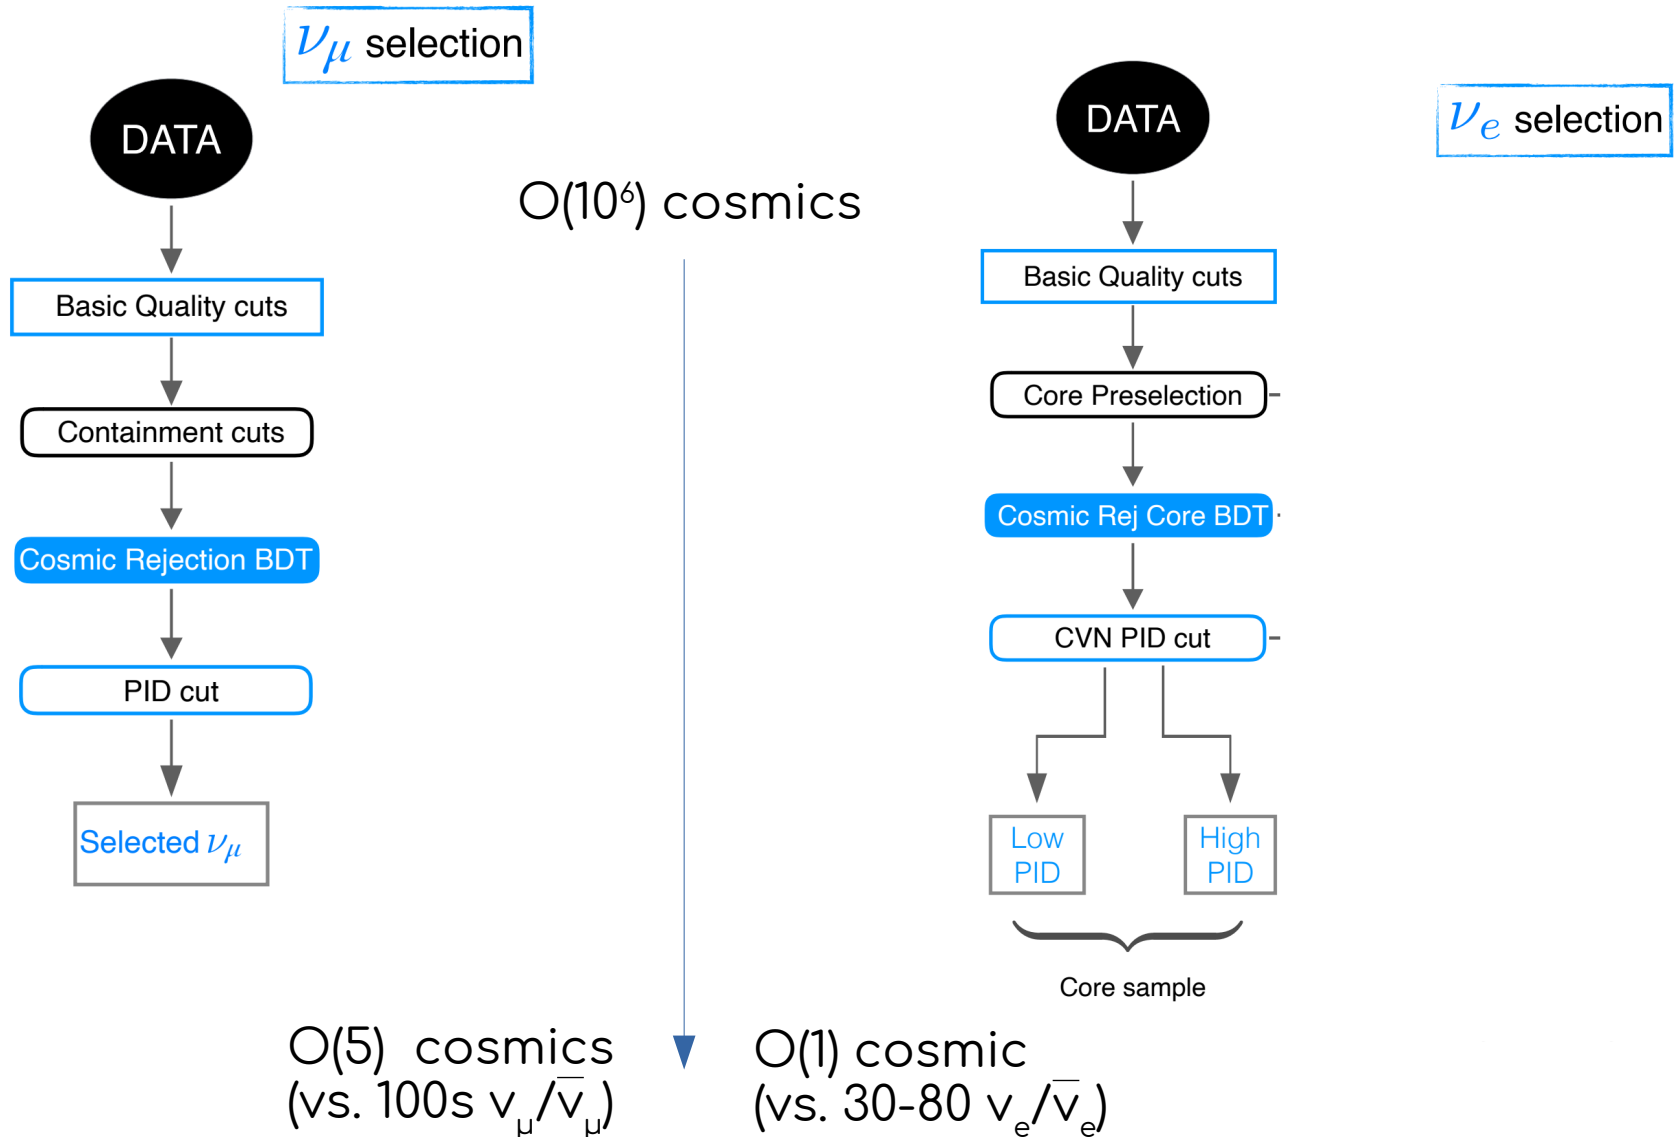 ν_μ selection
DATA
Basic Quality cuts
Containment cuts
Cosmic Rejection BDT
PID cut
Selected ν_μ
O(10⁶) cosmics
O(5) cosmics
(vs. 100s ν_μ/ν̅_μ)
ν_e selection
DATA
Basic Quality cuts
Core Preselection
Cosmic Rej Core BDT
CVN PID cut
Low
PID
High
PID
Core sample
O(1) cosmic
(vs. 30-80 ν_e/ν̅_e)